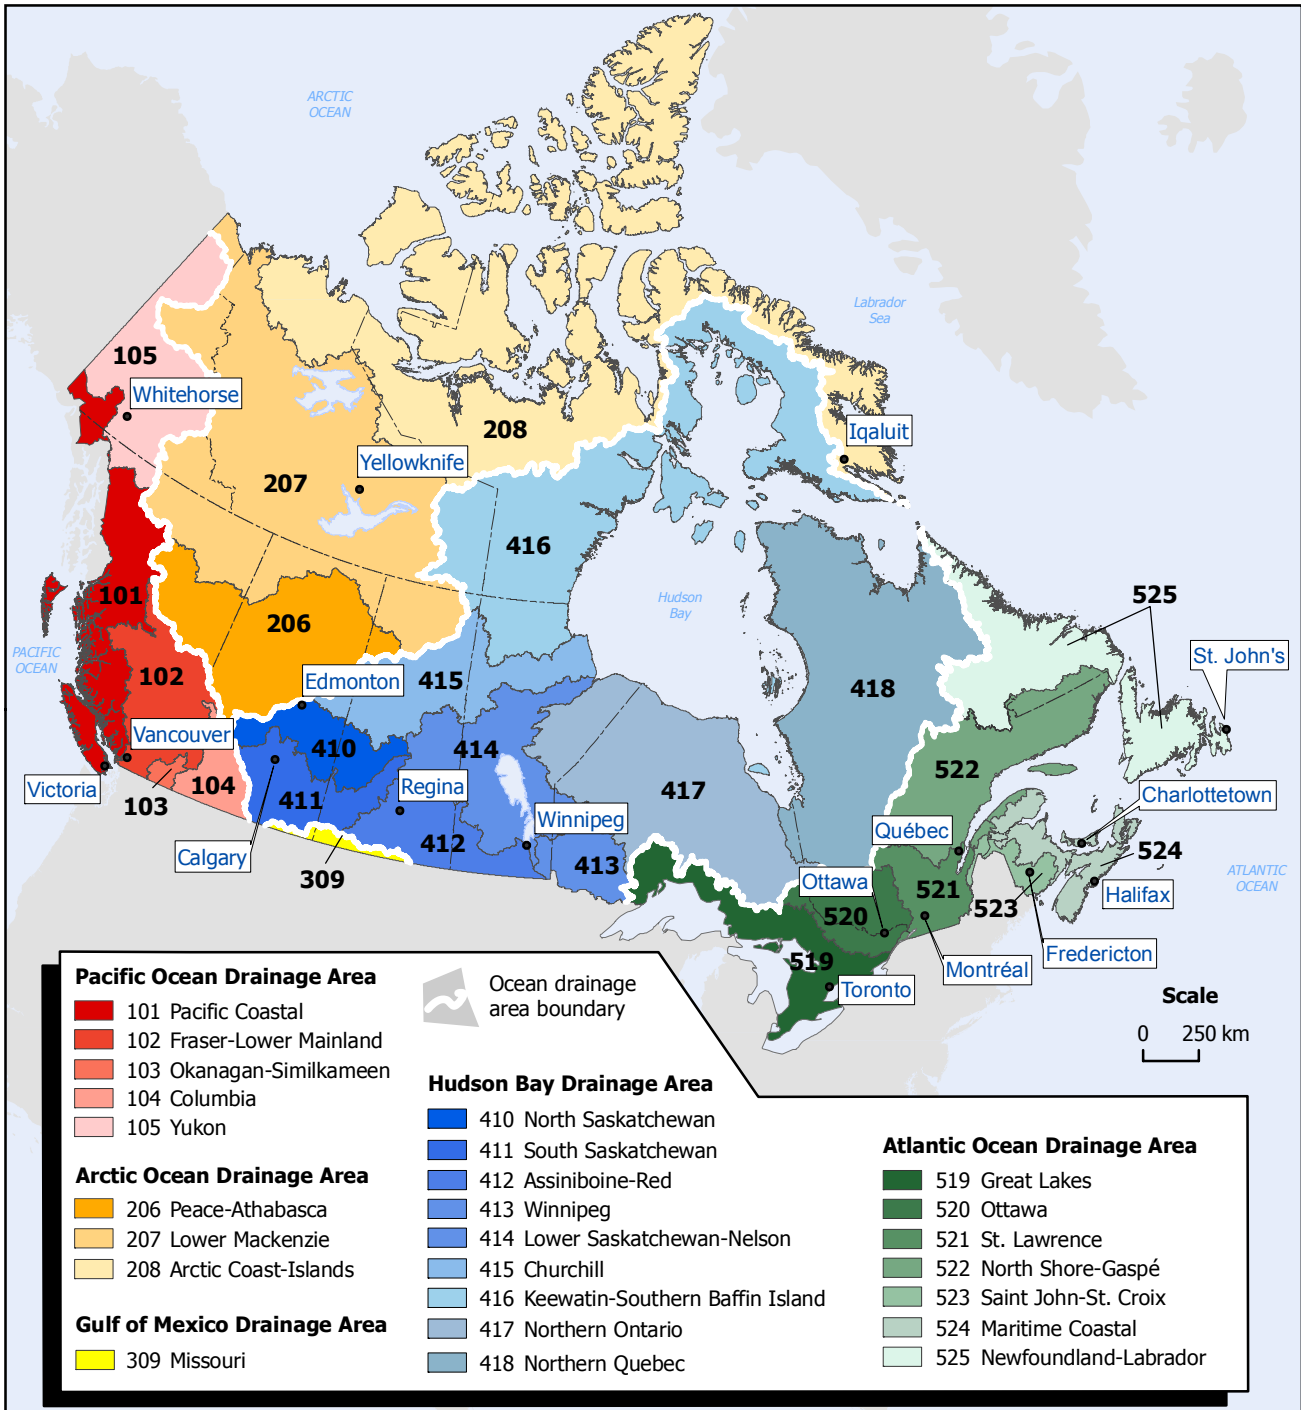 ARCTIC
OCEAN
Labrador
Sea
105
Whitehorse
208
Iqaluit
Yellowknife
207
416
101
Hudson
Bay
525
206
PACIFIC
OCEAN
St. John's
102
Edmonton
415
418
Vancouver
410
414
522
Victoria
104
Regina
417
Charlottetown
103
411
Winnipeg
Québec
Calgary
412
413
524
309
Ottawa
521
ATLANTIC
OCEAN
Halifax
520
523
Fredericton
519
Montréal
Toronto
Scale
0 250 km
Pacific Ocean Drainage Area
101 Pacific Coastal
102 Fraser-Lower Mainland
103 Okanagan-Similkameen
104 Columbia
105 Yukon
Arctic Ocean Drainage Area
206 Peace-Athabasca
207 Lower Mackenzie
208 Arctic Coast-Islands
Gulf of Mexico Drainage Area
309 Missouri
Ocean drainage
area boundary
Hudson Bay Drainage Area
410 North Saskatchewan
411 South Saskatchewan
412 Assiniboine-Red
413 Winnipeg
414 Lower Saskatchewan-Nelson
415 Churchill
416 Keewatin-Southern Baffin Island
417 Northern Ontario
418 Northern Quebec
Atlantic Ocean Drainage Area
519 Great Lakes
520 Ottawa
521 St. Lawrence
522 North Shore-Gaspé
523 Saint John-St. Croix
524 Maritime Coastal
525 Newfoundland-Labrador